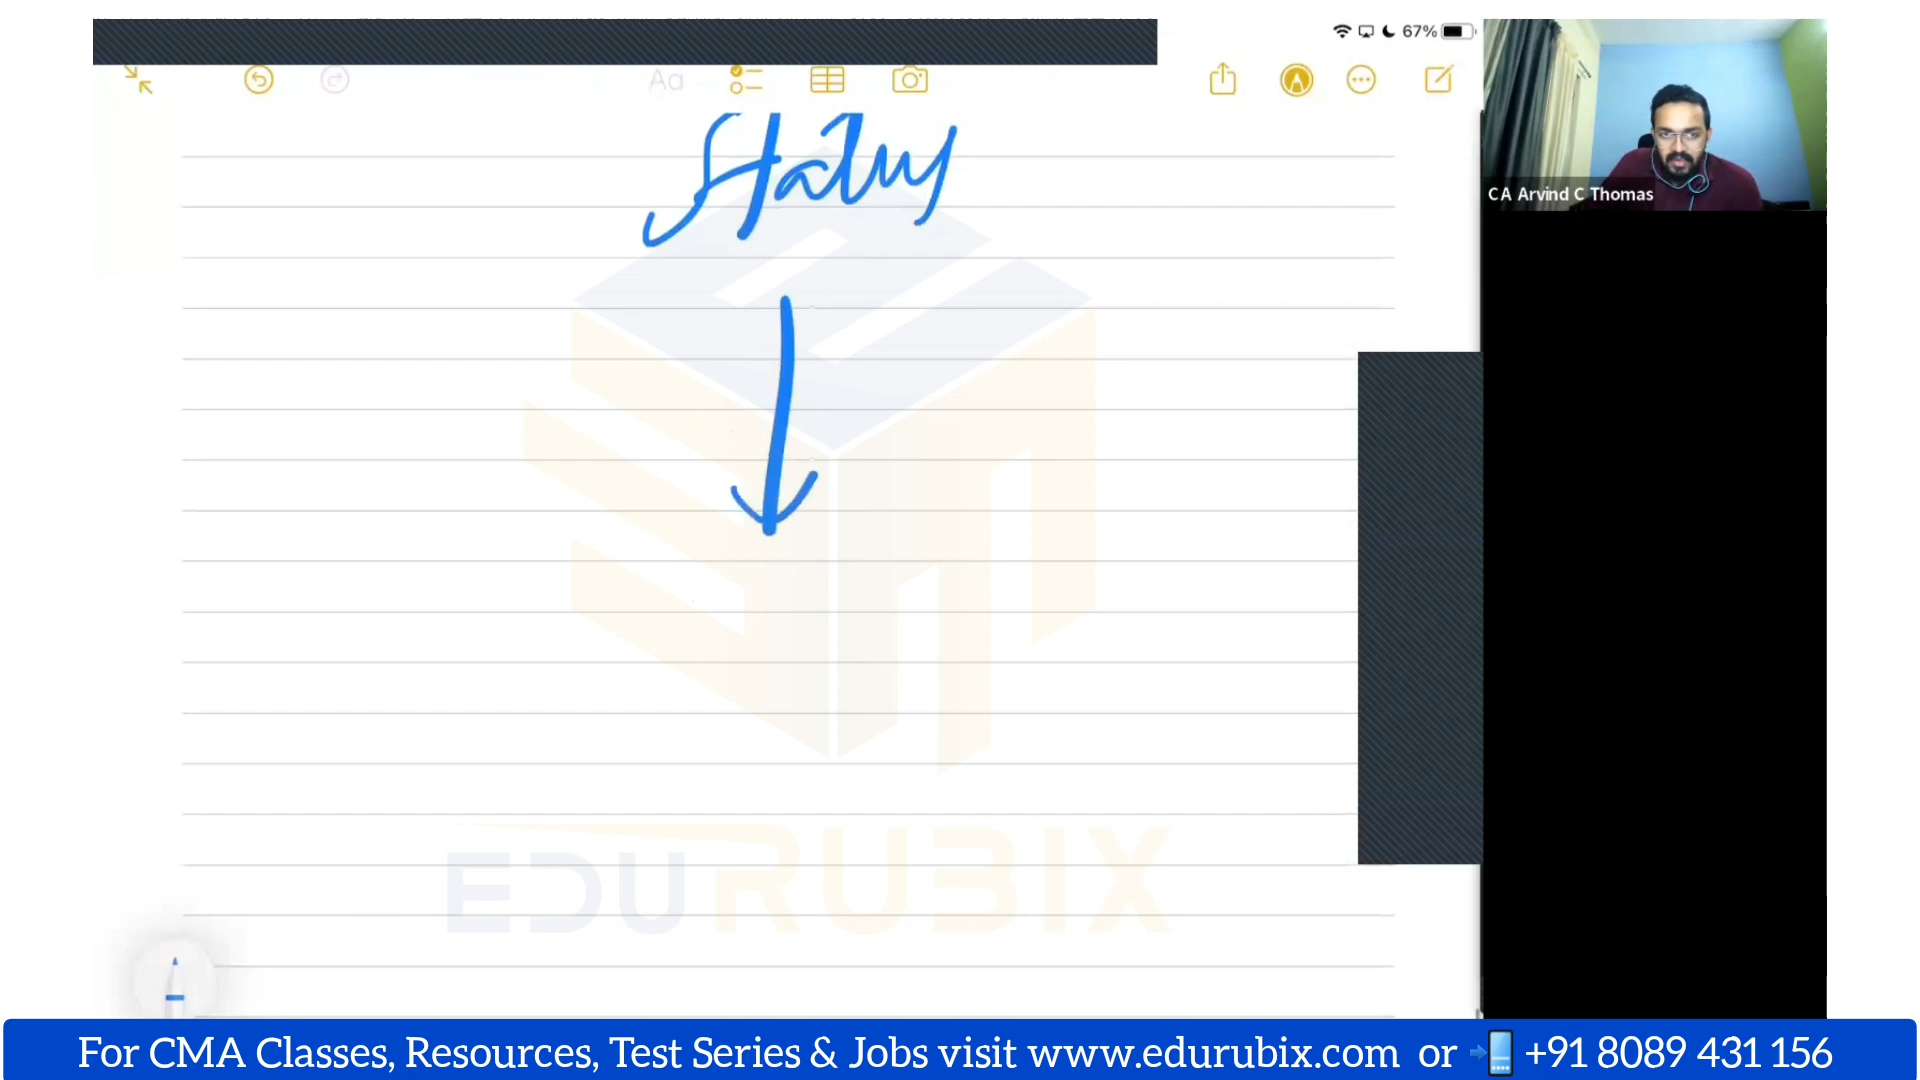 67%
Aa
Status
CA Arvind C Thomas
EDURUBIX
For CMA Classes, Resources, Test Series & Jobs visit www.edurubix.com or +91 8089 431 156